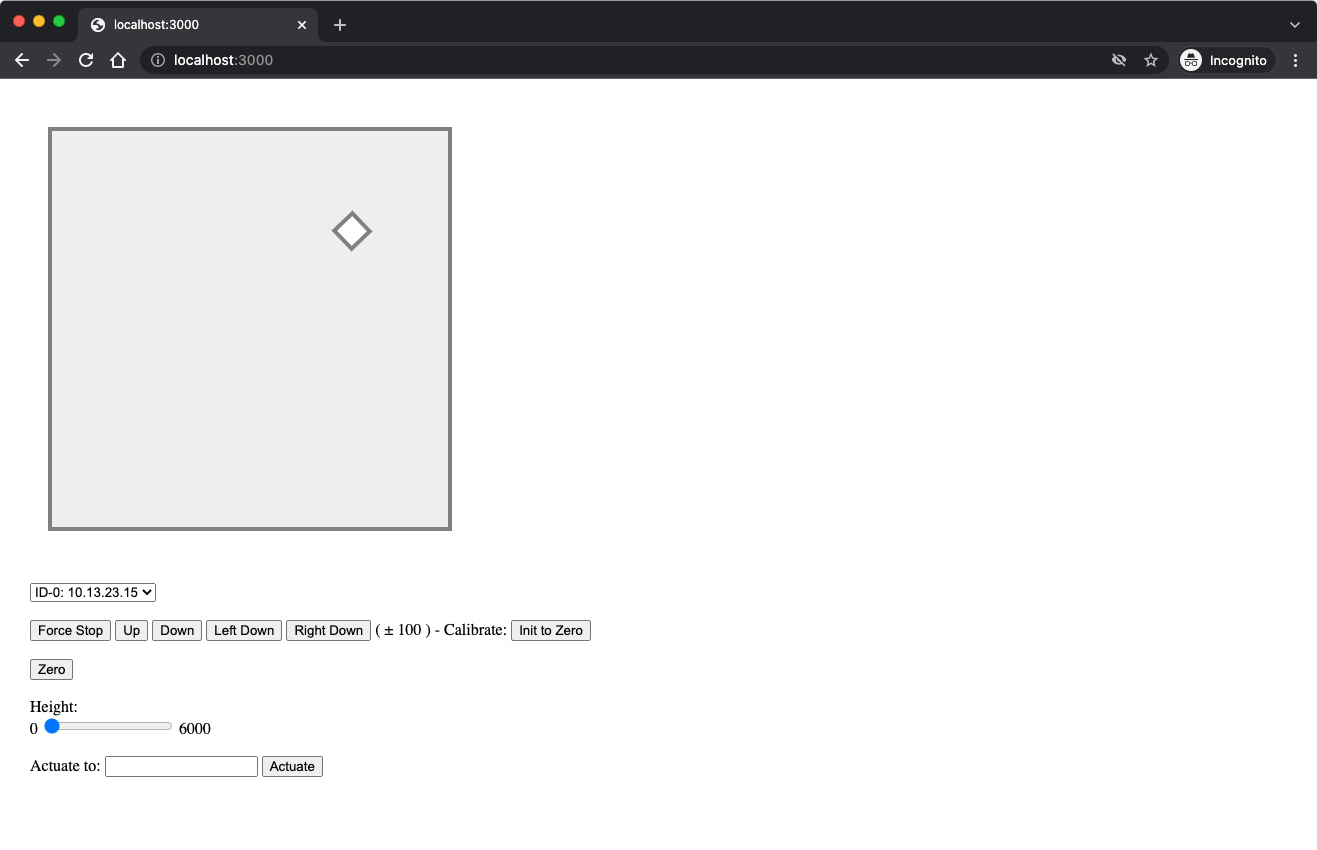 localhost:3000
localhost:3000
Incognito
ID-0: 10.13.23.15
Force Stop Up Down Left Down Right Down ( ± 100 ) - Calibrate: Init to Zero
Zero
Height:
0 6000
Actuate to: Actuate